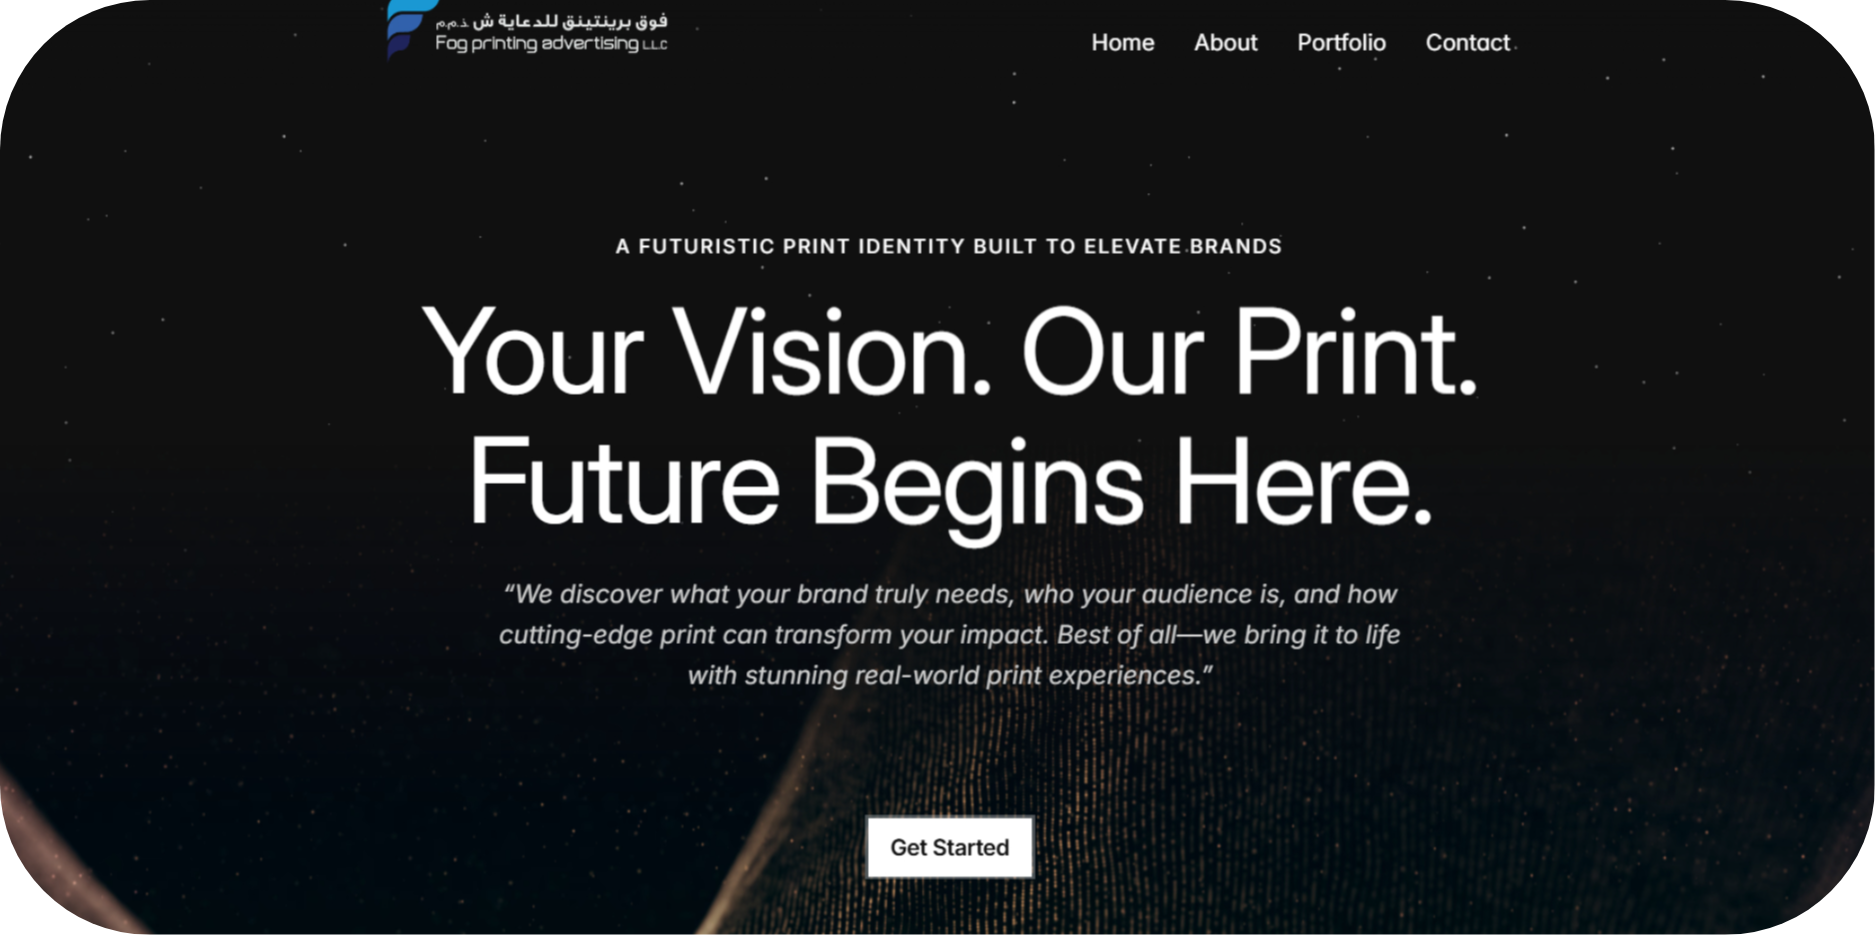 فوق برينتينق للدعاية ش ذ.م.م
Fog printing advertising LLC
Home About Portfolio Contact
A FUTURISTIC PRINT IDENTITY BUILT TO ELEVATE BRANDS
Your Vision. Our Print.
Future Begins Here.
“We discover what your brand truly needs, who your audience is, and how
cutting-edge print can transform your impact. Best of all—we bring it to life
with stunning real-world print experiences.”
Get Started